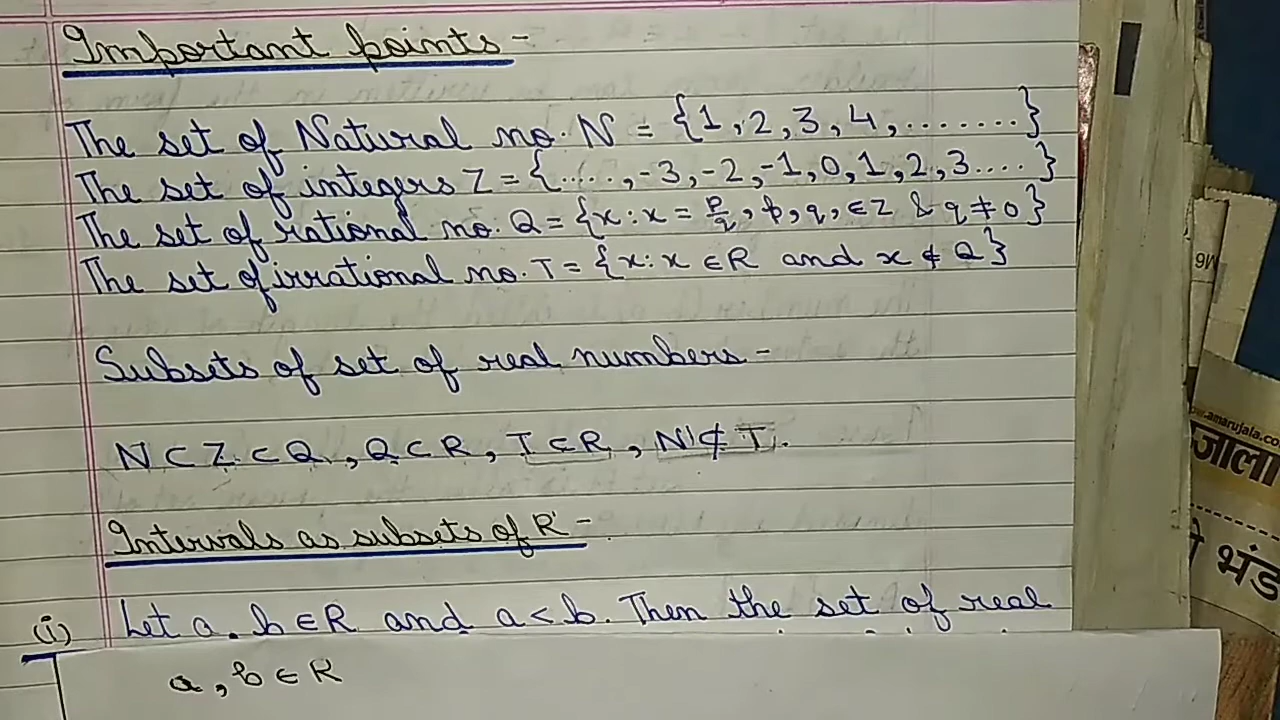 Important points -
The set of Natural no. N = {1, 2, 3, 4, .......}
The set of integers Z = {....., -3, -2, -1, 0, 1, 2, 3....}
The set of rational no. Q = {x : x = p/q, p, q, ∈ Z & q ≠ 0}
The set of irrational no. T = {x : x ∈ R and x ∉ Q}
Subsets of set of real numbers -
N ⊂ Z ⊂ Q, Q ⊂ R, T ⊂ R, N ⊄ T.
Intervals as subsets of R -
(i) Let a, b ∈ R and a < b. Then the set of real
a, b ∈ R
amarujala.co
जाला
भंड